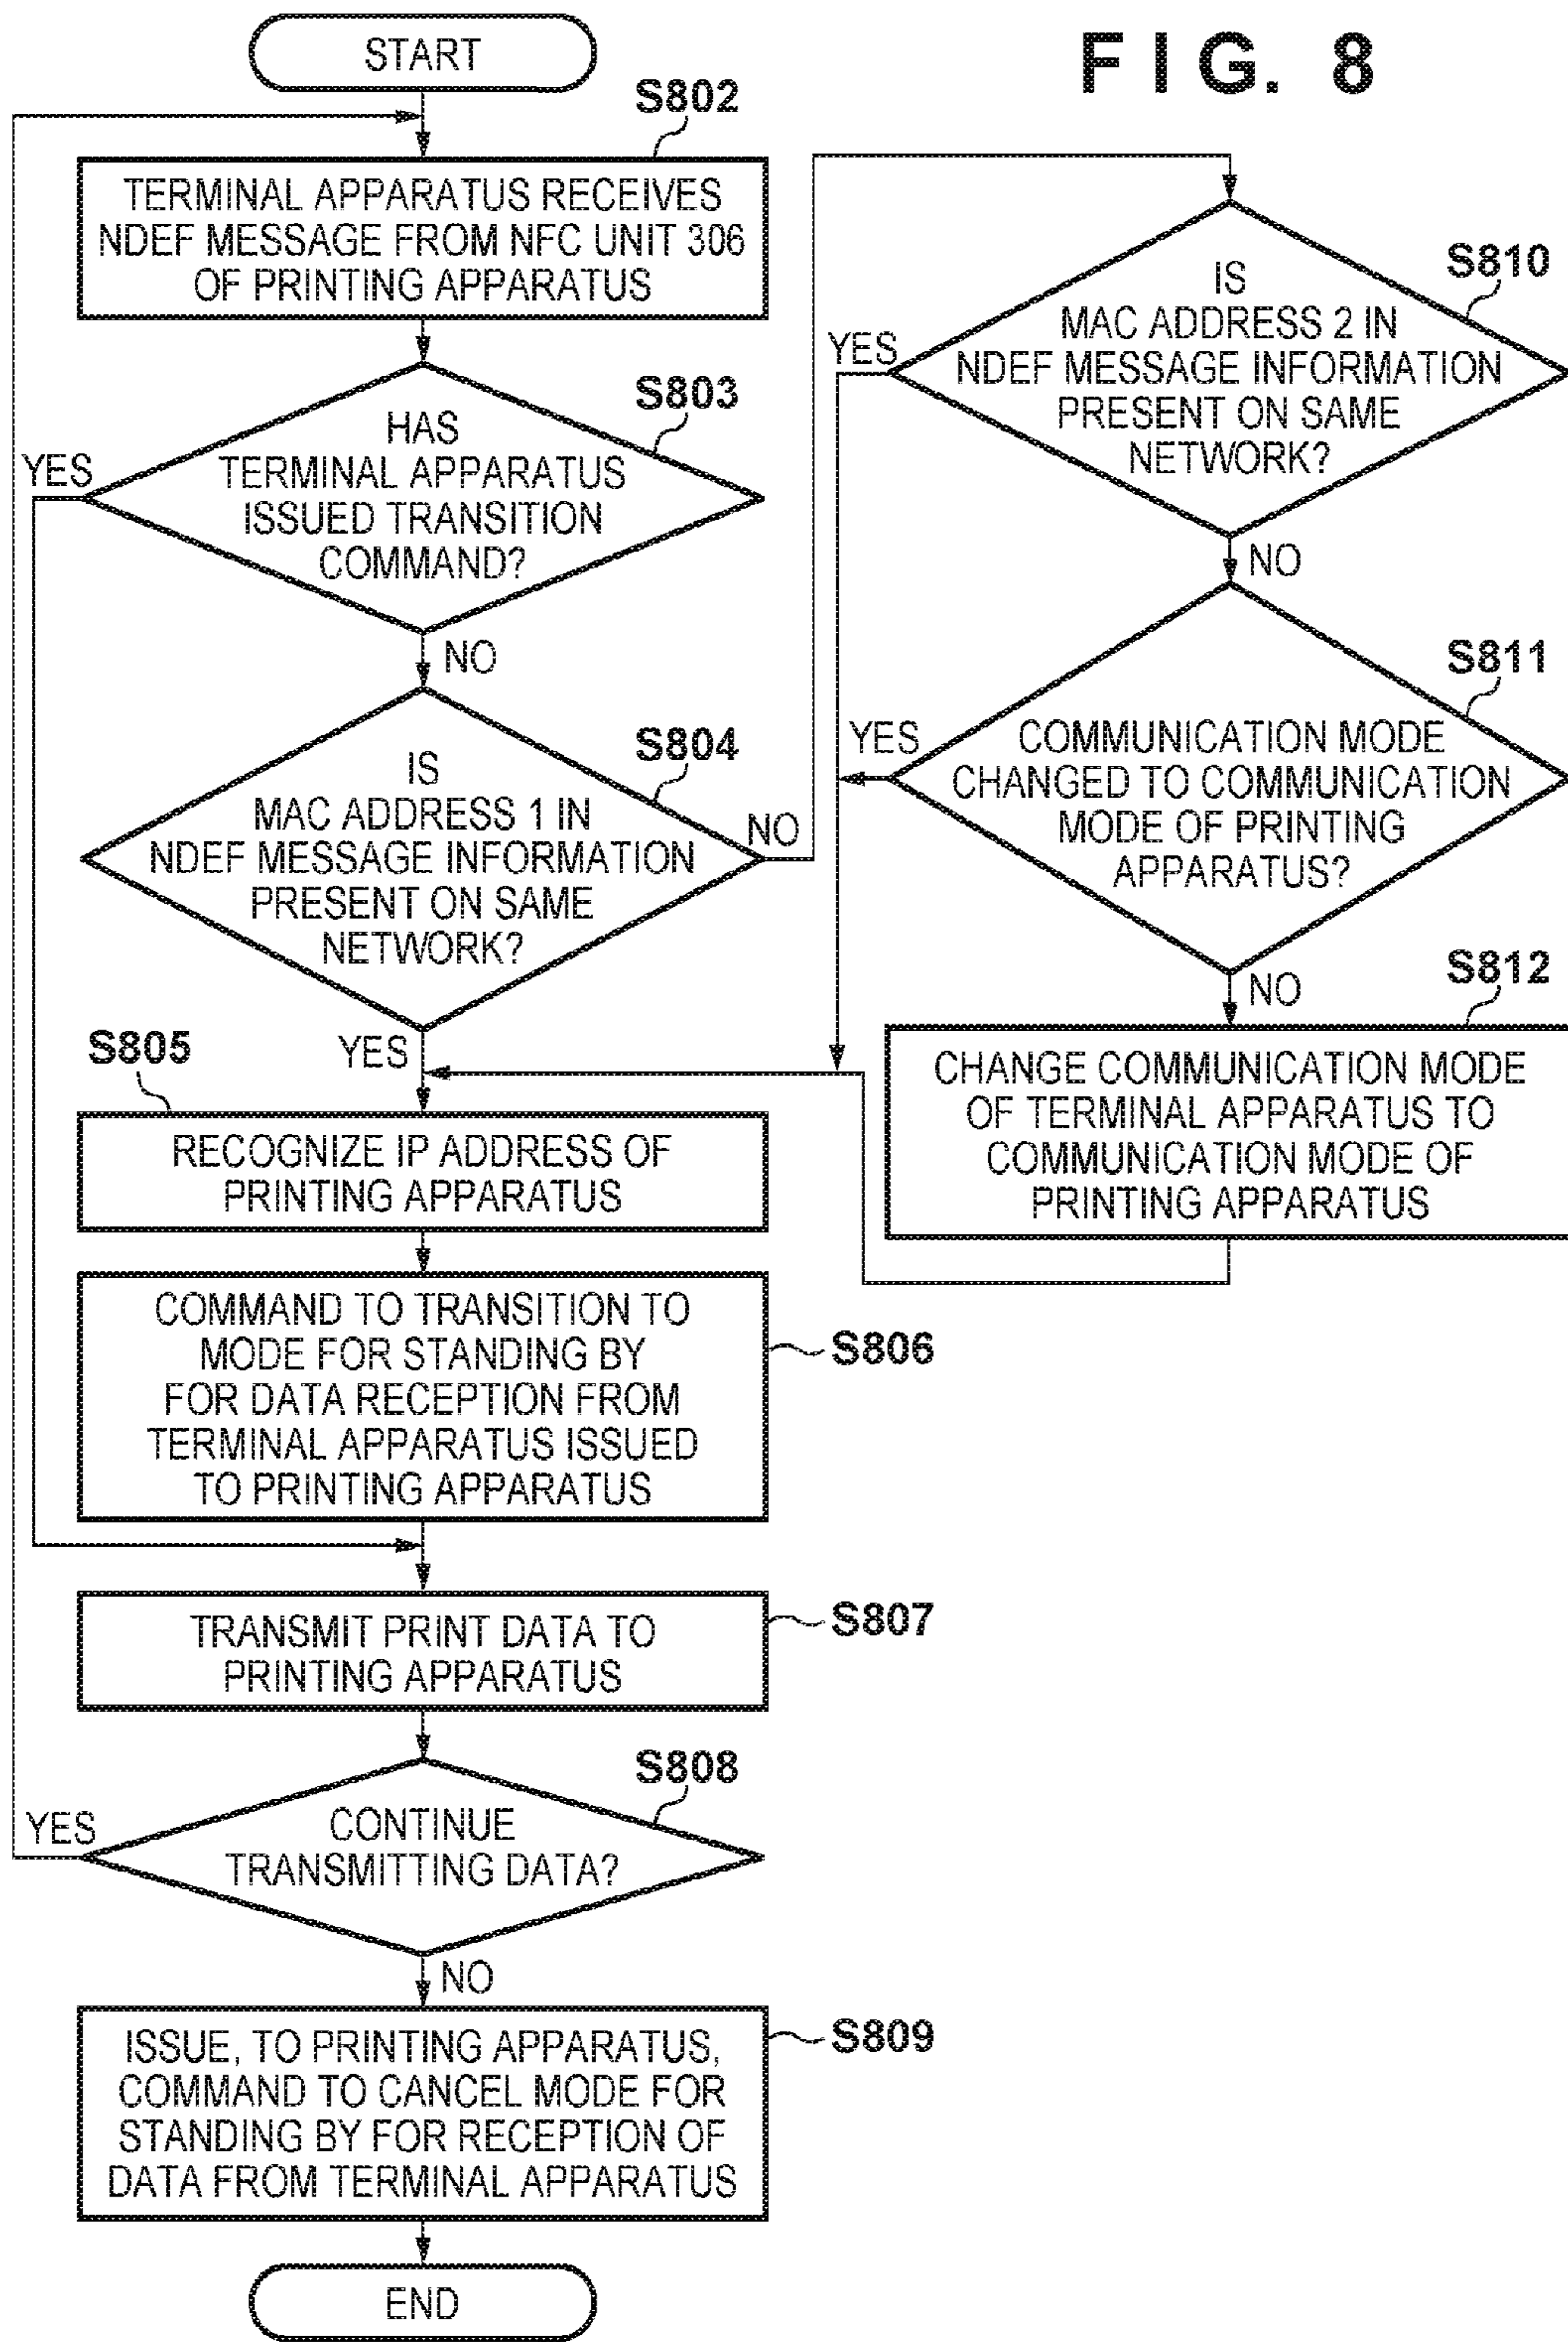 FIG. 8
START
S802
TERMINAL APPARATUS RECEIVES
NDEF MESSAGE FROM NFC UNIT 306
OF PRINTING APPARATUS
S803
HAS
TERMINAL APPARATUS
ISSUED TRANSITION
COMMAND?
YES
NO
S804
IS
MAC ADDRESS 1 IN
NDEF MESSAGE INFORMATION
PRESENT ON SAME
NETWORK?
NO
YES
S805
RECOGNIZE IP ADDRESS OF
PRINTING APPARATUS
COMMAND TO TRANSITION TO
MODE FOR STANDING BY
FOR DATA RECEPTION FROM
TERMINAL APPARATUS ISSUED
TO PRINTING APPARATUS
S806
TRANSMIT PRINT DATA TO
PRINTING APPARATUS
S807
S808
CONTINUE
TRANSMITTING DATA?
YES
NO
ISSUE, TO PRINTING APPARATUS,
COMMAND TO CANCEL MODE FOR
STANDING BY FOR RECEPTION OF
DATA FROM TERMINAL APPARATUS
S809
END
S810
IS
MAC ADDRESS 2 IN
NDEF MESSAGE INFORMATION
PRESENT ON SAME
NETWORK?
YES
NO
S811
COMMUNICATION MODE
CHANGED TO COMMUNICATION
MODE OF PRINTING
APPARATUS?
YES
NO
S812
CHANGE COMMUNICATION MODE
OF TERMINAL APPARATUS TO
COMMUNICATION MODE OF
PRINTING APPARATUS